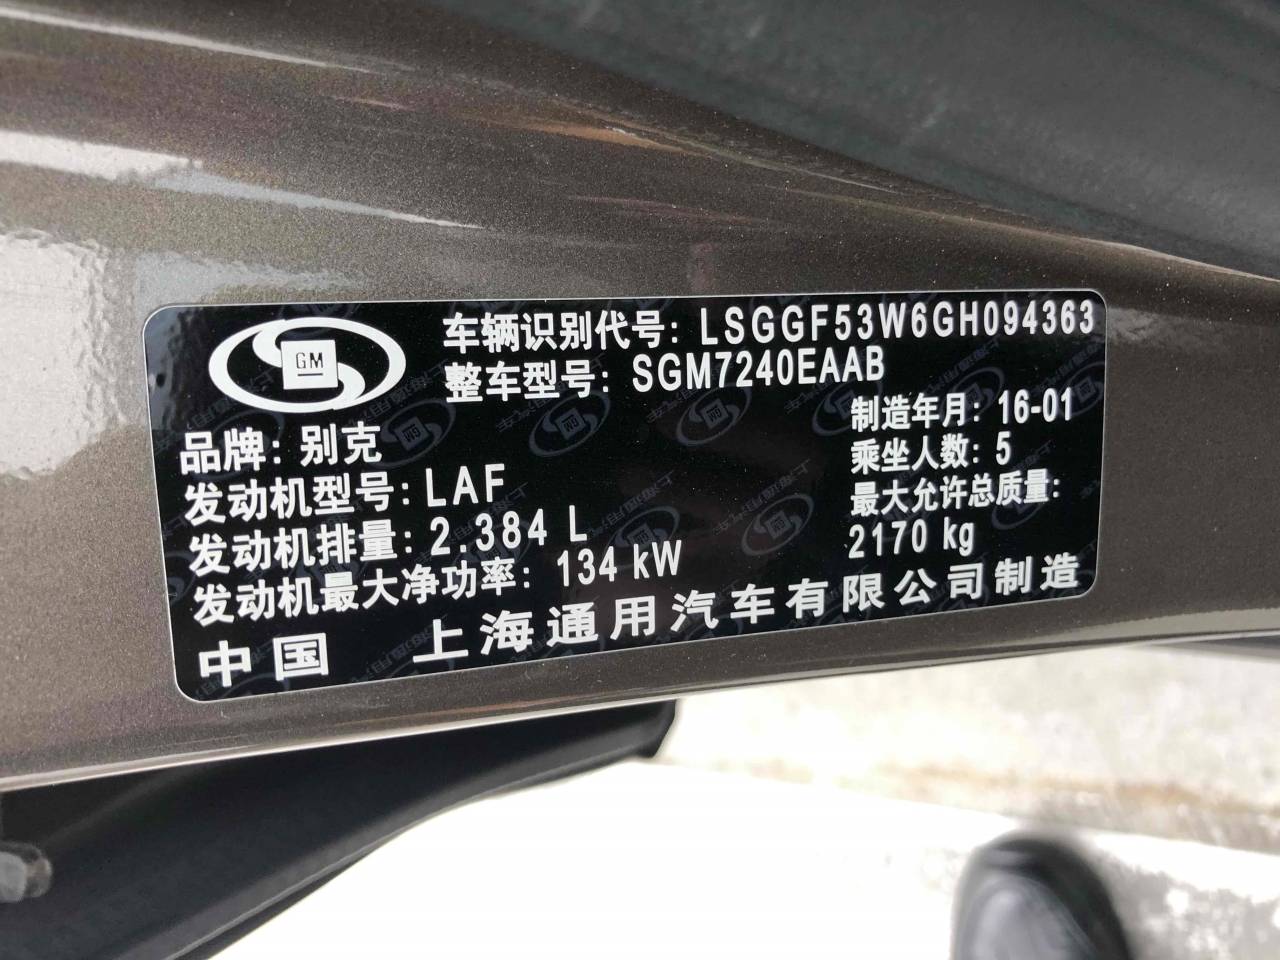 GM
车辆识别代号: LSGGF53W6GH094363
整车型号: SGM7240EAAB
品牌: 别克
发动机型号: LAF
发动机排量: 2.384 L
发动机最大净功率: 134 kW
制造年月: 16-01
乘坐人数: 5
最大允许总质量:
2170 kg
中国 上海通用汽车有限公司制造